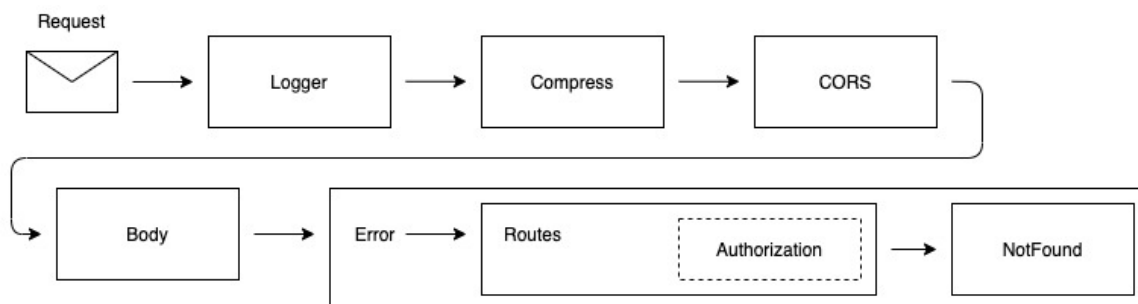 Request
Logger
Compress
CORS
Body
Error
Routes
Authorization
NotFound